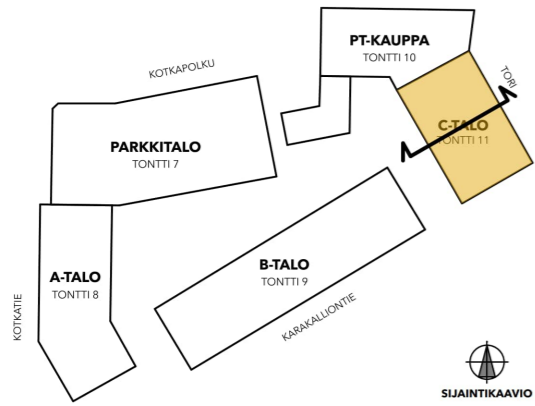 PT-KAUPPA
TONTTI 10
TORI
KOTKAPOLKU
C-TALO
TONTTI 11
PARKKITALO
TONTTI 7
B-TALO
TONTTI 9
A-TALO
TONTTI 8
KOTKATIE
KARAKALLIONTIE
SIJAINTIKAAVIO